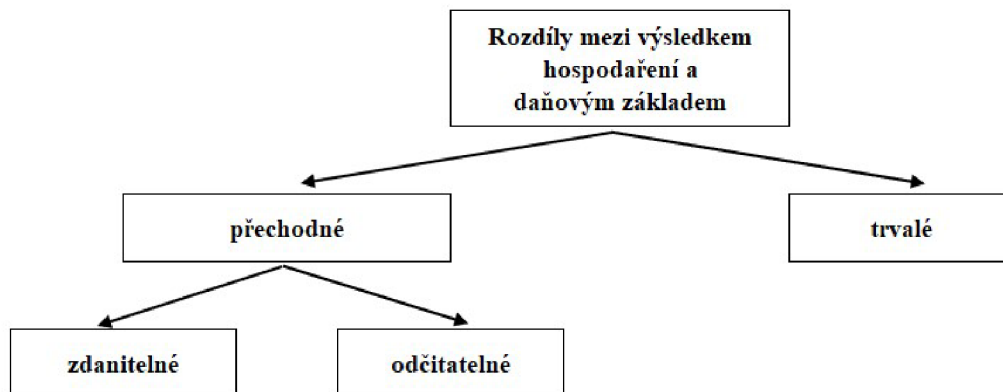 Rozdíly mezi výsledkem
hospodaření a
daňovým základem
přechodné
trvalé
zdanitelné
odčitatelné